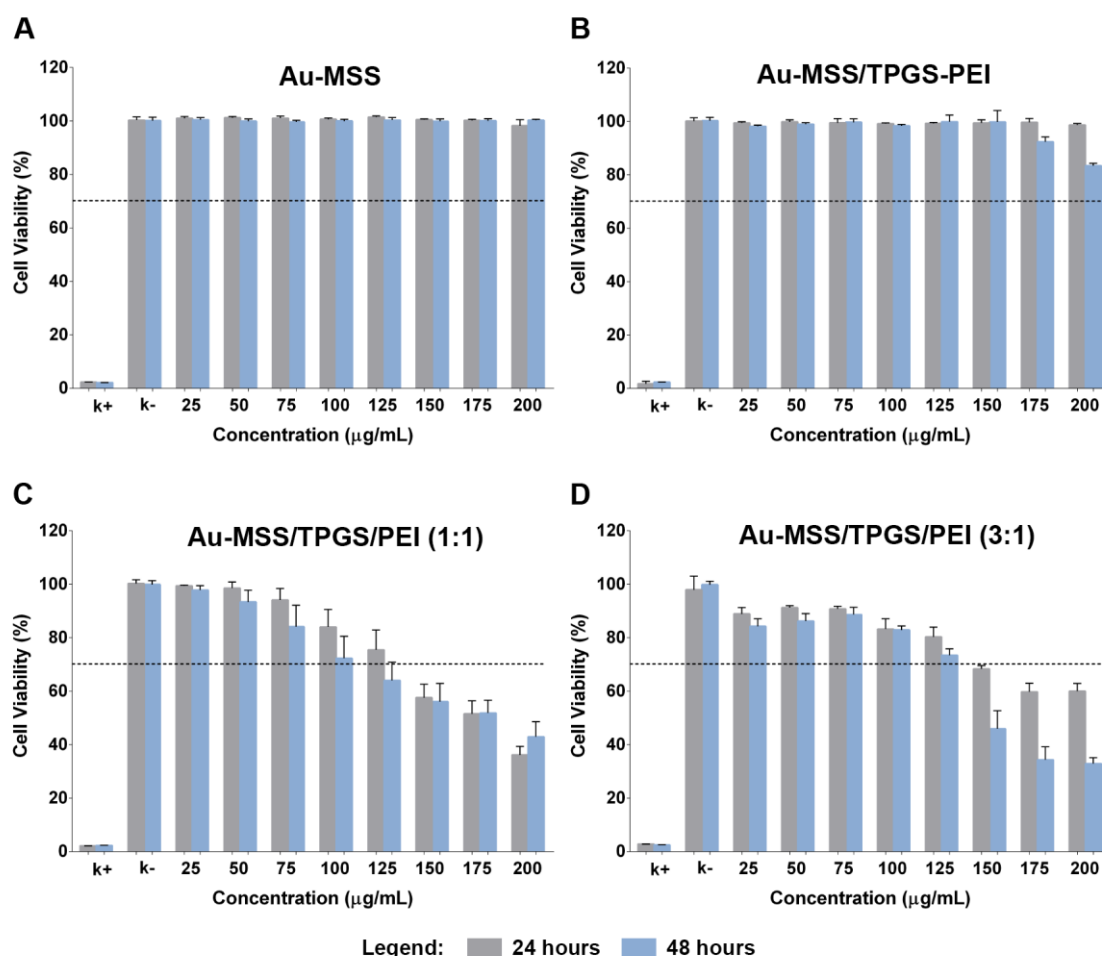 A
Au-MSS
120
100
80
60
40
20
0
Cell Viability (%)
k+ k- 25 50 75 100 125 150 175 200
Concentration (μg/mL)
B
Au-MSS/TPGS-PEI
120
100
80
60
40
20
0
Cell Viability (%)
k+ k- 25 50 75 100 125 150 175 200
Concentration (μg/mL)
C
Au-MSS/TPGS/PEI (1:1)
120
100
80
60
40
20
0
Cell Viability (%)
k+ k- 25 50 75 100 125 150 175 200
Concentration (μg/mL)
D
Au-MSS/TPGS/PEI (3:1)
120
100
80
60
40
20
0
Cell Viability (%)
k+ k- 25 50 75 100 125 150 175 200
Concentration (μg/mL)
Legend: 24 hours 48 hours